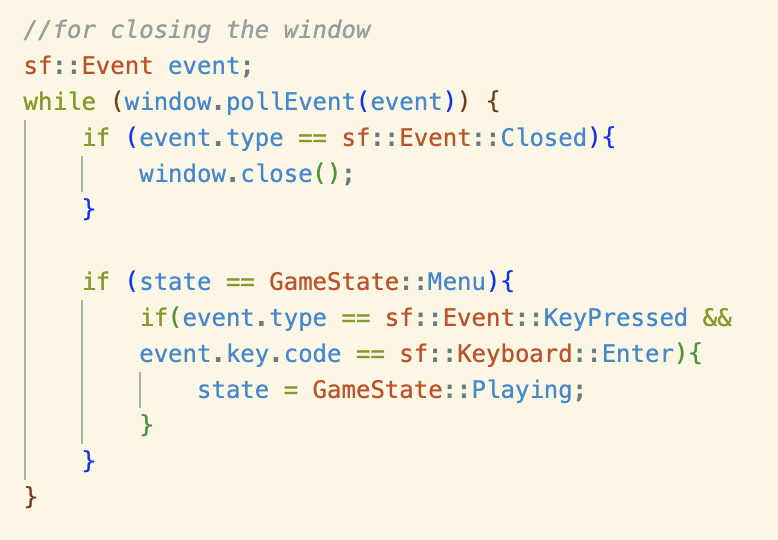 //for closing the window
sf::Event event;
while (window.pollEvent(event)) {
    if (event.type == sf::Event::Closed){
        window.close();
    }

    if (state == GameState::Menu){
        if(event.type == sf::Event::KeyPressed &&
        event.key.code == sf::Keyboard::Enter){
            state = GameState::Playing;
        }
    }
}